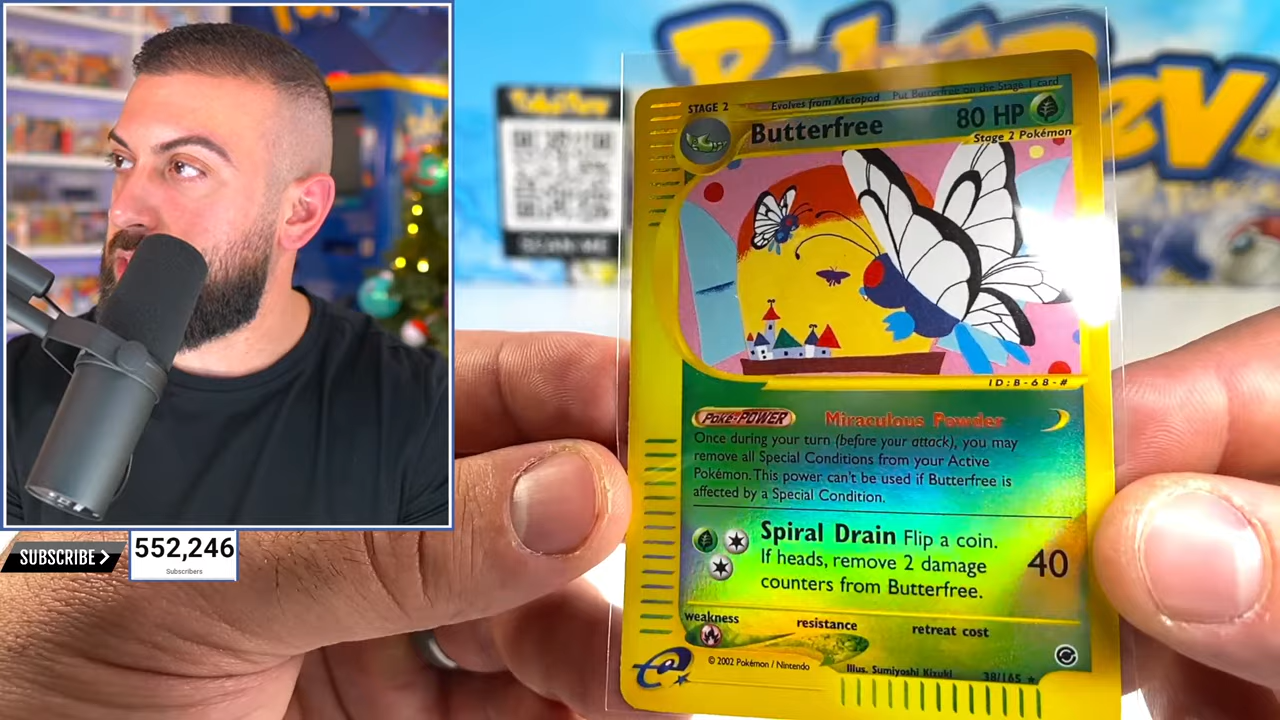 STAGE 2
Evolves from Metapod
Put Butterfree on the Stage 1 card
Butterfree
80 HP
Stage 2 Pokémon
ID:B-68-#
Poké-POWER Miraculous Powder
Once during your turn (before your attack), you may
remove all Special Conditions from your Active
Pokémon. This power can't be used if Butterfree is
affected by a Special Condition.
Spiral Drain Flip a coin.
If heads, remove 2 damage
counters from Butterfree.
40
weakness
resistance
retreat cost
© 2002 Pokémon / Nintendo
Illus. Sumiyoshi Kizuki
38/165 ★
e
SCAN ME
SUBSCRIBE >
552,246
Subscribers